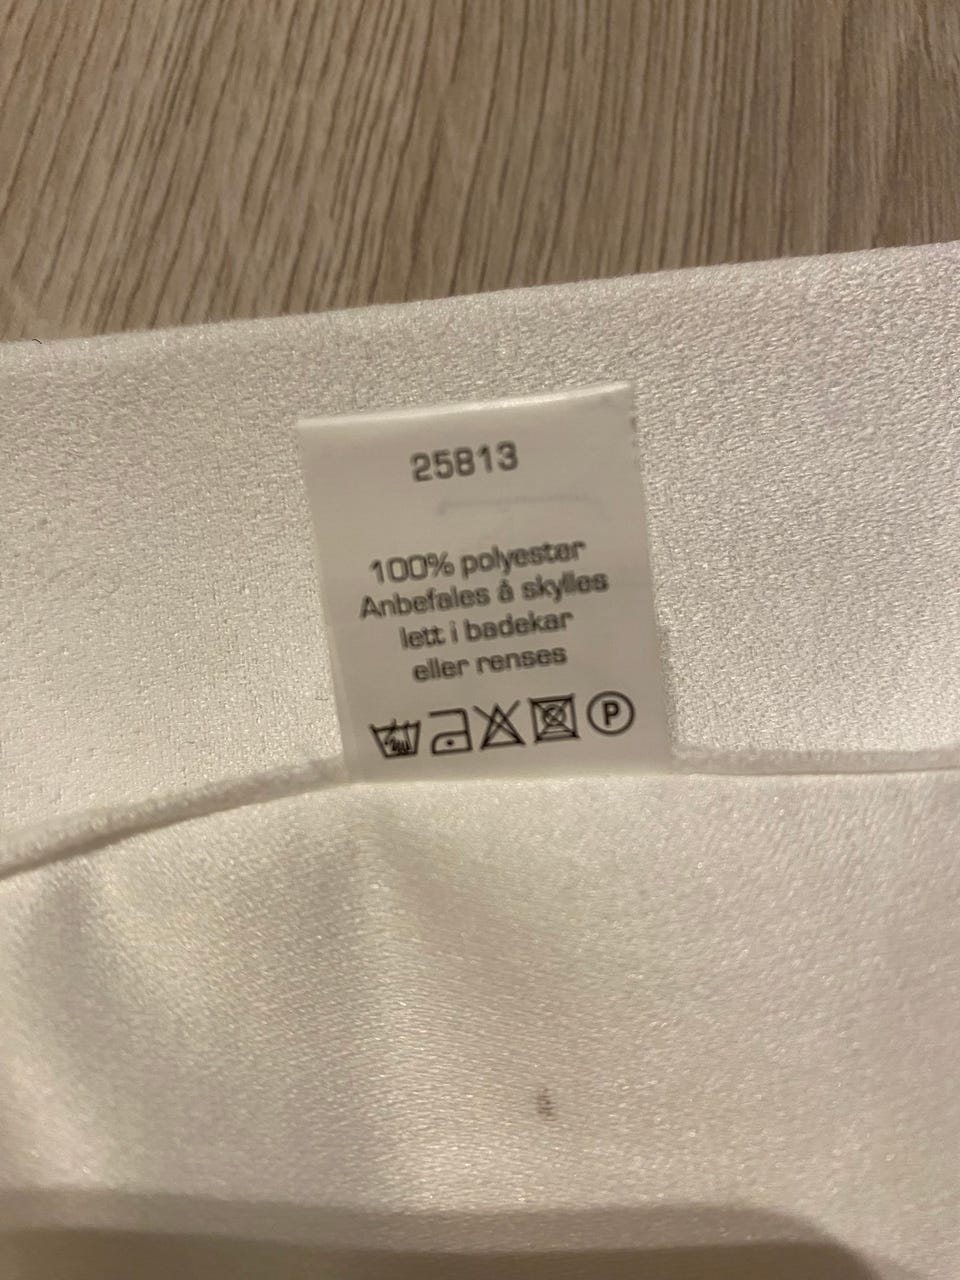 25813
100% polyester
Anbefales å skylles
lett i badekar
eller renses
P